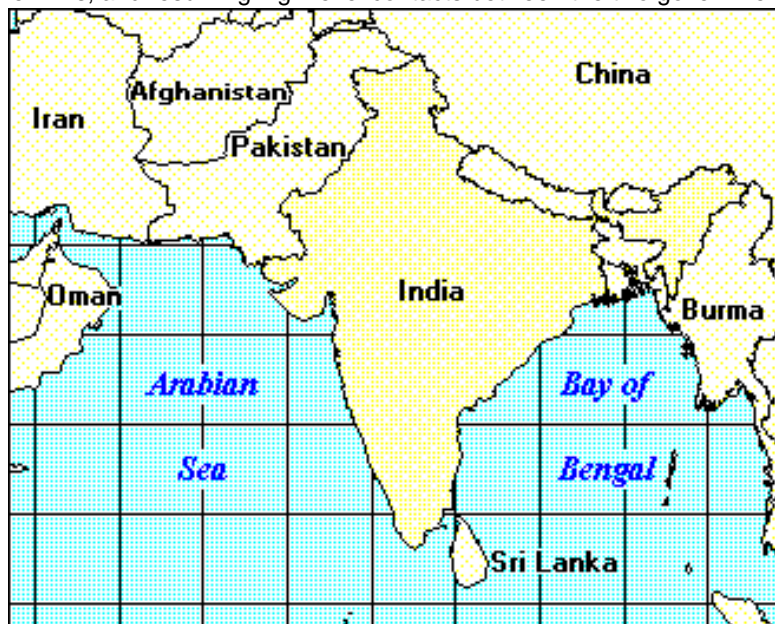 China
Afghanistan
Iran
Pakistan
India
Oman
Burma
Arabian
Sea
Bay of
Bengal
Sri Lanka